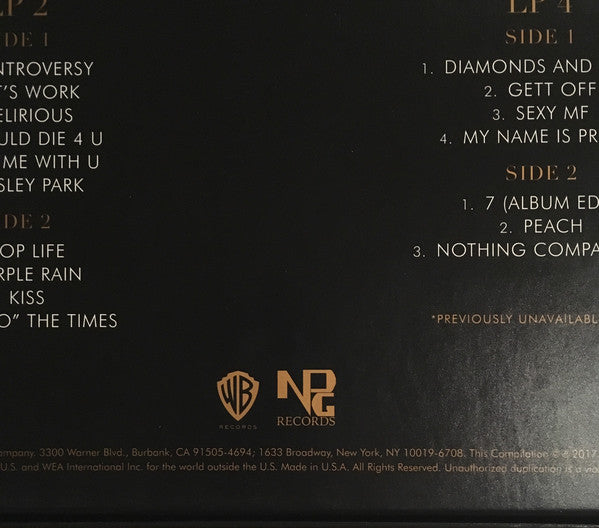 LP 2
DE 1
NTROVERSY
T'S WORK
ELIRIOUS
ULD DIE 4 U
ME WITH U
SLEY PARK
DE 2
OP LIFE
RPLE RAIN
KISS
O" THE TIMES
LP 4
SIDE 1
1. DIAMONDS AND
2. GETT OFF
3. SEXY MF
4. MY NAME IS PR
SIDE 2
1. 7 (ALBUM ED
2. PEACH
3. NOTHING COMPA
*PREVIOUSLY UNAVAILABL
WB
RECORDS
NPG
RECORDS
ompany, 3300 Warner Blvd., Burbank, CA 91505-4694; 1633 Broadway, New York, NY 10019-6708. This Compilation ℗ © 2017
U.S. and WEA International Inc. for the world outside the U.S. Made in U.S.A. All Rights Reserved. Unauthorized duplication is a vio